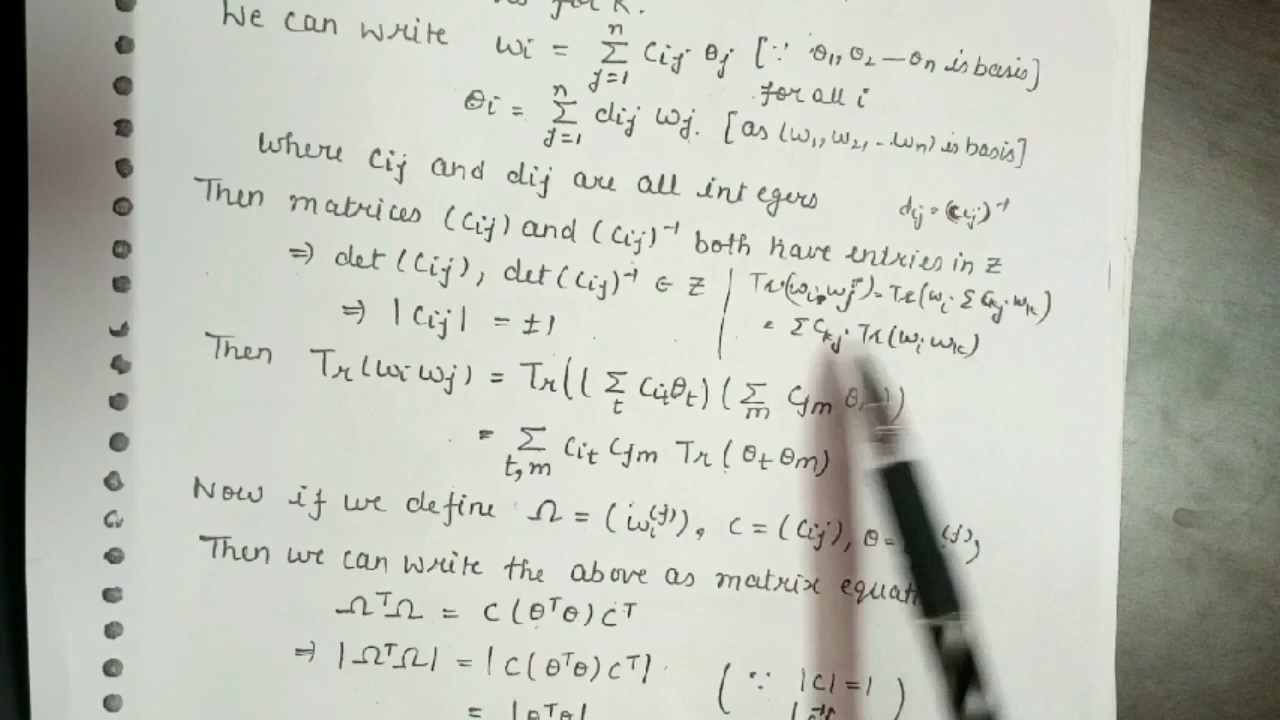 for K.
We can write ωi = Σ_{j=1}^{n} Cij θj [∵ θ1, θ2 — θn is basis]
for all i
θi = Σ_{j=1}^{n} dij ωj. [as (ω1, ω2, - ωn) is basis]
where Cij and dij are all integers
dij = (Cij)⁻¹
Then matrices (Cij) and (Cij)⁻¹ both have entries in Z
⇒ det (Cij), det (Cij)⁻¹ ∈ Z
⇒ |Cij| = ±1
Tr(ωi, ωj) = Tr(ωi · Σ Ckj · ωk)
= Σ Ckj · Tr(ωi ωk)
Then Tr(ωi ωj) = Tr((Σ_t Cit θt) (Σ_m Cjm
= Σ_{t,m} Cit Cjm Tr(θt θm)
Now if we define Ω = (ωi^(j)), C = (Cij), θ = (j))
Then we can write the above as matrix
ΩᵀΩ = C(θᵀθ)Cᵀ
⇒ |ΩᵀΩ| = |C(θᵀθ)Cᵀ| (∵ |C| = 1)
= |θᵀθ|